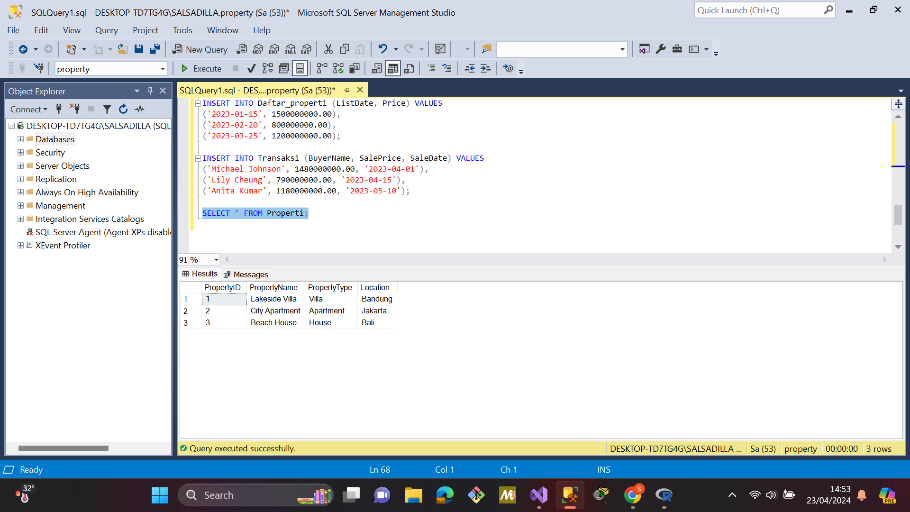 SQLQuery1.sql - DESKTOP TD7TG4G\SALSADILLA.property (Sa (53))* - Microsoft SQL Server Management Studio
Quick Launch (Ctrl+Q)
File Edit View Query Project Tools Window Help
New Query
MDX DMX XMLA DAX
property
Execute
Object Explorer
SQLQuery1.sql - DES....property (Sa (53))*
Connect
DESKTOP-TD7TG4G\SALSADILLA (SQL
Databases
Security
Server Objects
Replication
Always On High Availability
Management
Integration Services Catalogs
SQL Server Agent (Agent XPs disable
XEvent Profiler
INSERT INTO Daftar_properti (ListDate, Price) VALUES
('2023-01-15', 1500000000.00),
('2023-02-20', 800000000.00),
('2023-03-25', 1200000000.00);
INSERT INTO Transaksi (BuyerName, SalePrice, SaleDate) VALUES
('Michael Johnson', 1480000000.00, '2023-04-01'),
('Lily Cheung', 790000000.00, '2023-04-15'),
('Anita Kumar', 1180000000.00, '2023-05-10');
SELECT * FROM Properti;
91 %
Results Messages
PropertyID PropertyName PropertyType Location
1 1 Lakeside Villa Villa Bandung
2 2 City Apartment Apartment Jakarta
3 3 Beach House House Bali
Query executed successfully.
DESKTOP-TD7TG4G\SALSADILLA ... Sa (53) property 00:00:00 3 rows
Ready Ln 68 Col 1 Ch 1 INS
32°
Search
8
14:53
23/04/2024
PRE